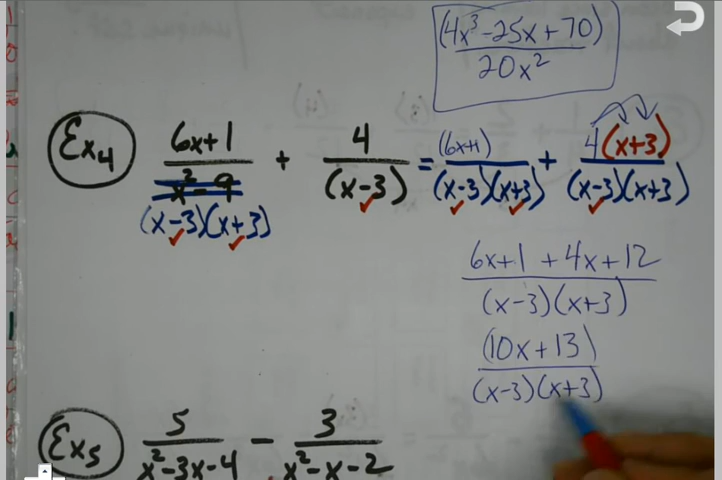 (4x³-25x+70)
20x²
Ex4 6x+1 + 4 = (6x+1) + 4(x+3)
x²-9 (x-3) (x-3)(x+3) (x-3)(x+3)
(x-3)(x+3)
6x+1 +4x+12
(x-3)(x+3)
(10x+13)
(x-3)(x+3)
Ex5 5 - 3
x²-3x-4 x²-x-2